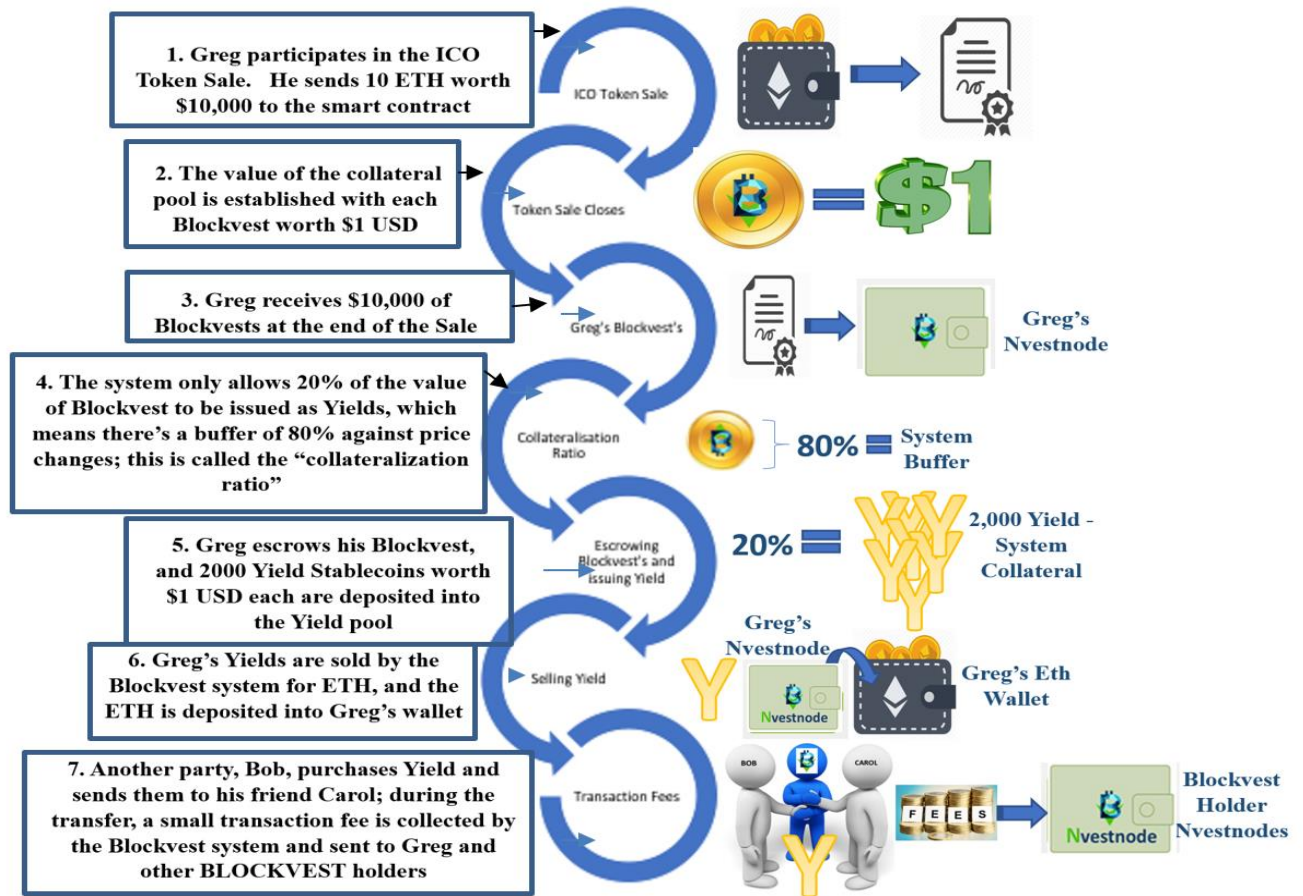 1. Greg participates in the ICO
Token Sale. He sends 10 ETH worth
$10,000 to the smart contract
ICO Token Sale
2. The value of the collateral
pool is established with each
Blockvest worth $1 USD
Token Sale Closes
B
=
$1
3. Greg receives $10,000 of
Blockvests at the end of the Sale
Greg's Blockvest's
Greg's
Nvestnode
4. The system only allows 20% of the value
of Blockvest to be issued as Yields, which
means there's a buffer of 80% against price
changes; this is called the “collateralization
ratio”
Collateralisation
Ratio
80% =
System
Buffer
5. Greg escrows his Blockvest,
and 2000 Yield Stablecoins worth
$1 USD each are deposited into
the Yield pool
Escrowing
Blockvest's and
issuing Yield
20% =
2,000 Yield -
System
Collateral
6. Greg's Yields are sold by the
Blockvest system for ETH, and the
ETH is deposited into Greg's wallet
Selling Yield
Greg's
Nvestnode
Y
Nvestnode
Greg's Eth
Wallet
7. Another party, Bob, purchases Yield and
sends them to his friend Carol; during the
transfer, a small transaction fee is collected by
the Blockvest system and sent to Greg and
other BLOCKVEST holders
Transaction Fees
BOB
CAROL
Y
FEES
Nvestnode
Blockvest
Holder
Nvestnodes